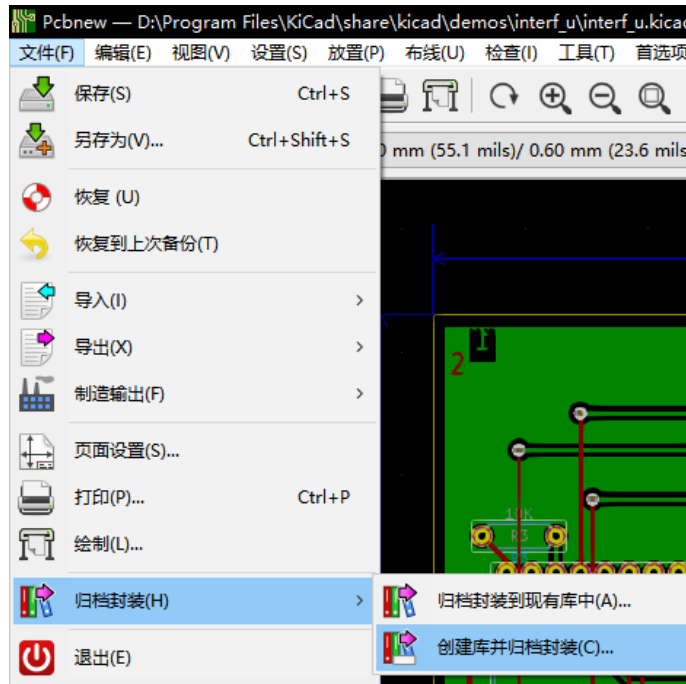 Pcbnew — D:\Program Files\KiCad\share\kicad\demos\interf_u\interf_u.kicad
文件(F) 编辑(E) 视图(V) 设置(S) 放置(P) 布线(U) 检查(I) 工具(T) 首选项
保存(S) Ctrl+S
另存为(V)... Ctrl+Shift+S
mm (55.1 mils)/ 0.60 mm (23.6 mils
恢复 (U)
恢复到上次备份(T)
导入(I)
导出(X)
制造输出(F)
页面设置(S)...
打印(P)... Ctrl+P
绘制(L)...
归档封装(H)
归档封装到现有库中(A)...
创建库并归档封装(C)...
退出(E)
1
2
10K
R3